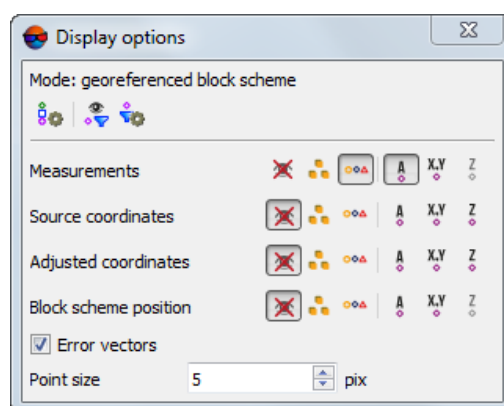 Display options
Mode: georeferenced block scheme
Measurements A X,Y Z
Source coordinates A X,Y Z
Adjusted coordinates A X,Y Z
Block scheme position A X,Y Z
Error vectors
Point size 5 pix